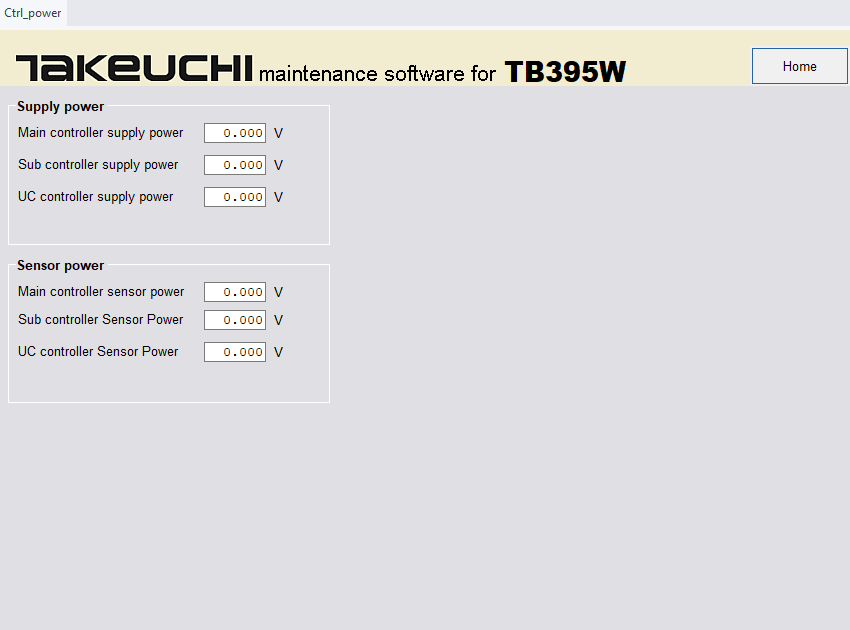 Ctrl_power
TAKEUCHI maintenance software for TB395W
Home
Supply power
Main controller supply power 0.000 V
Sub controller supply power 0.000 V
UC controller supply power 0.000 V
Sensor power
Main controller sensor power 0.000 V
Sub controller Sensor Power 0.000 V
UC controller Sensor Power 0.000 V